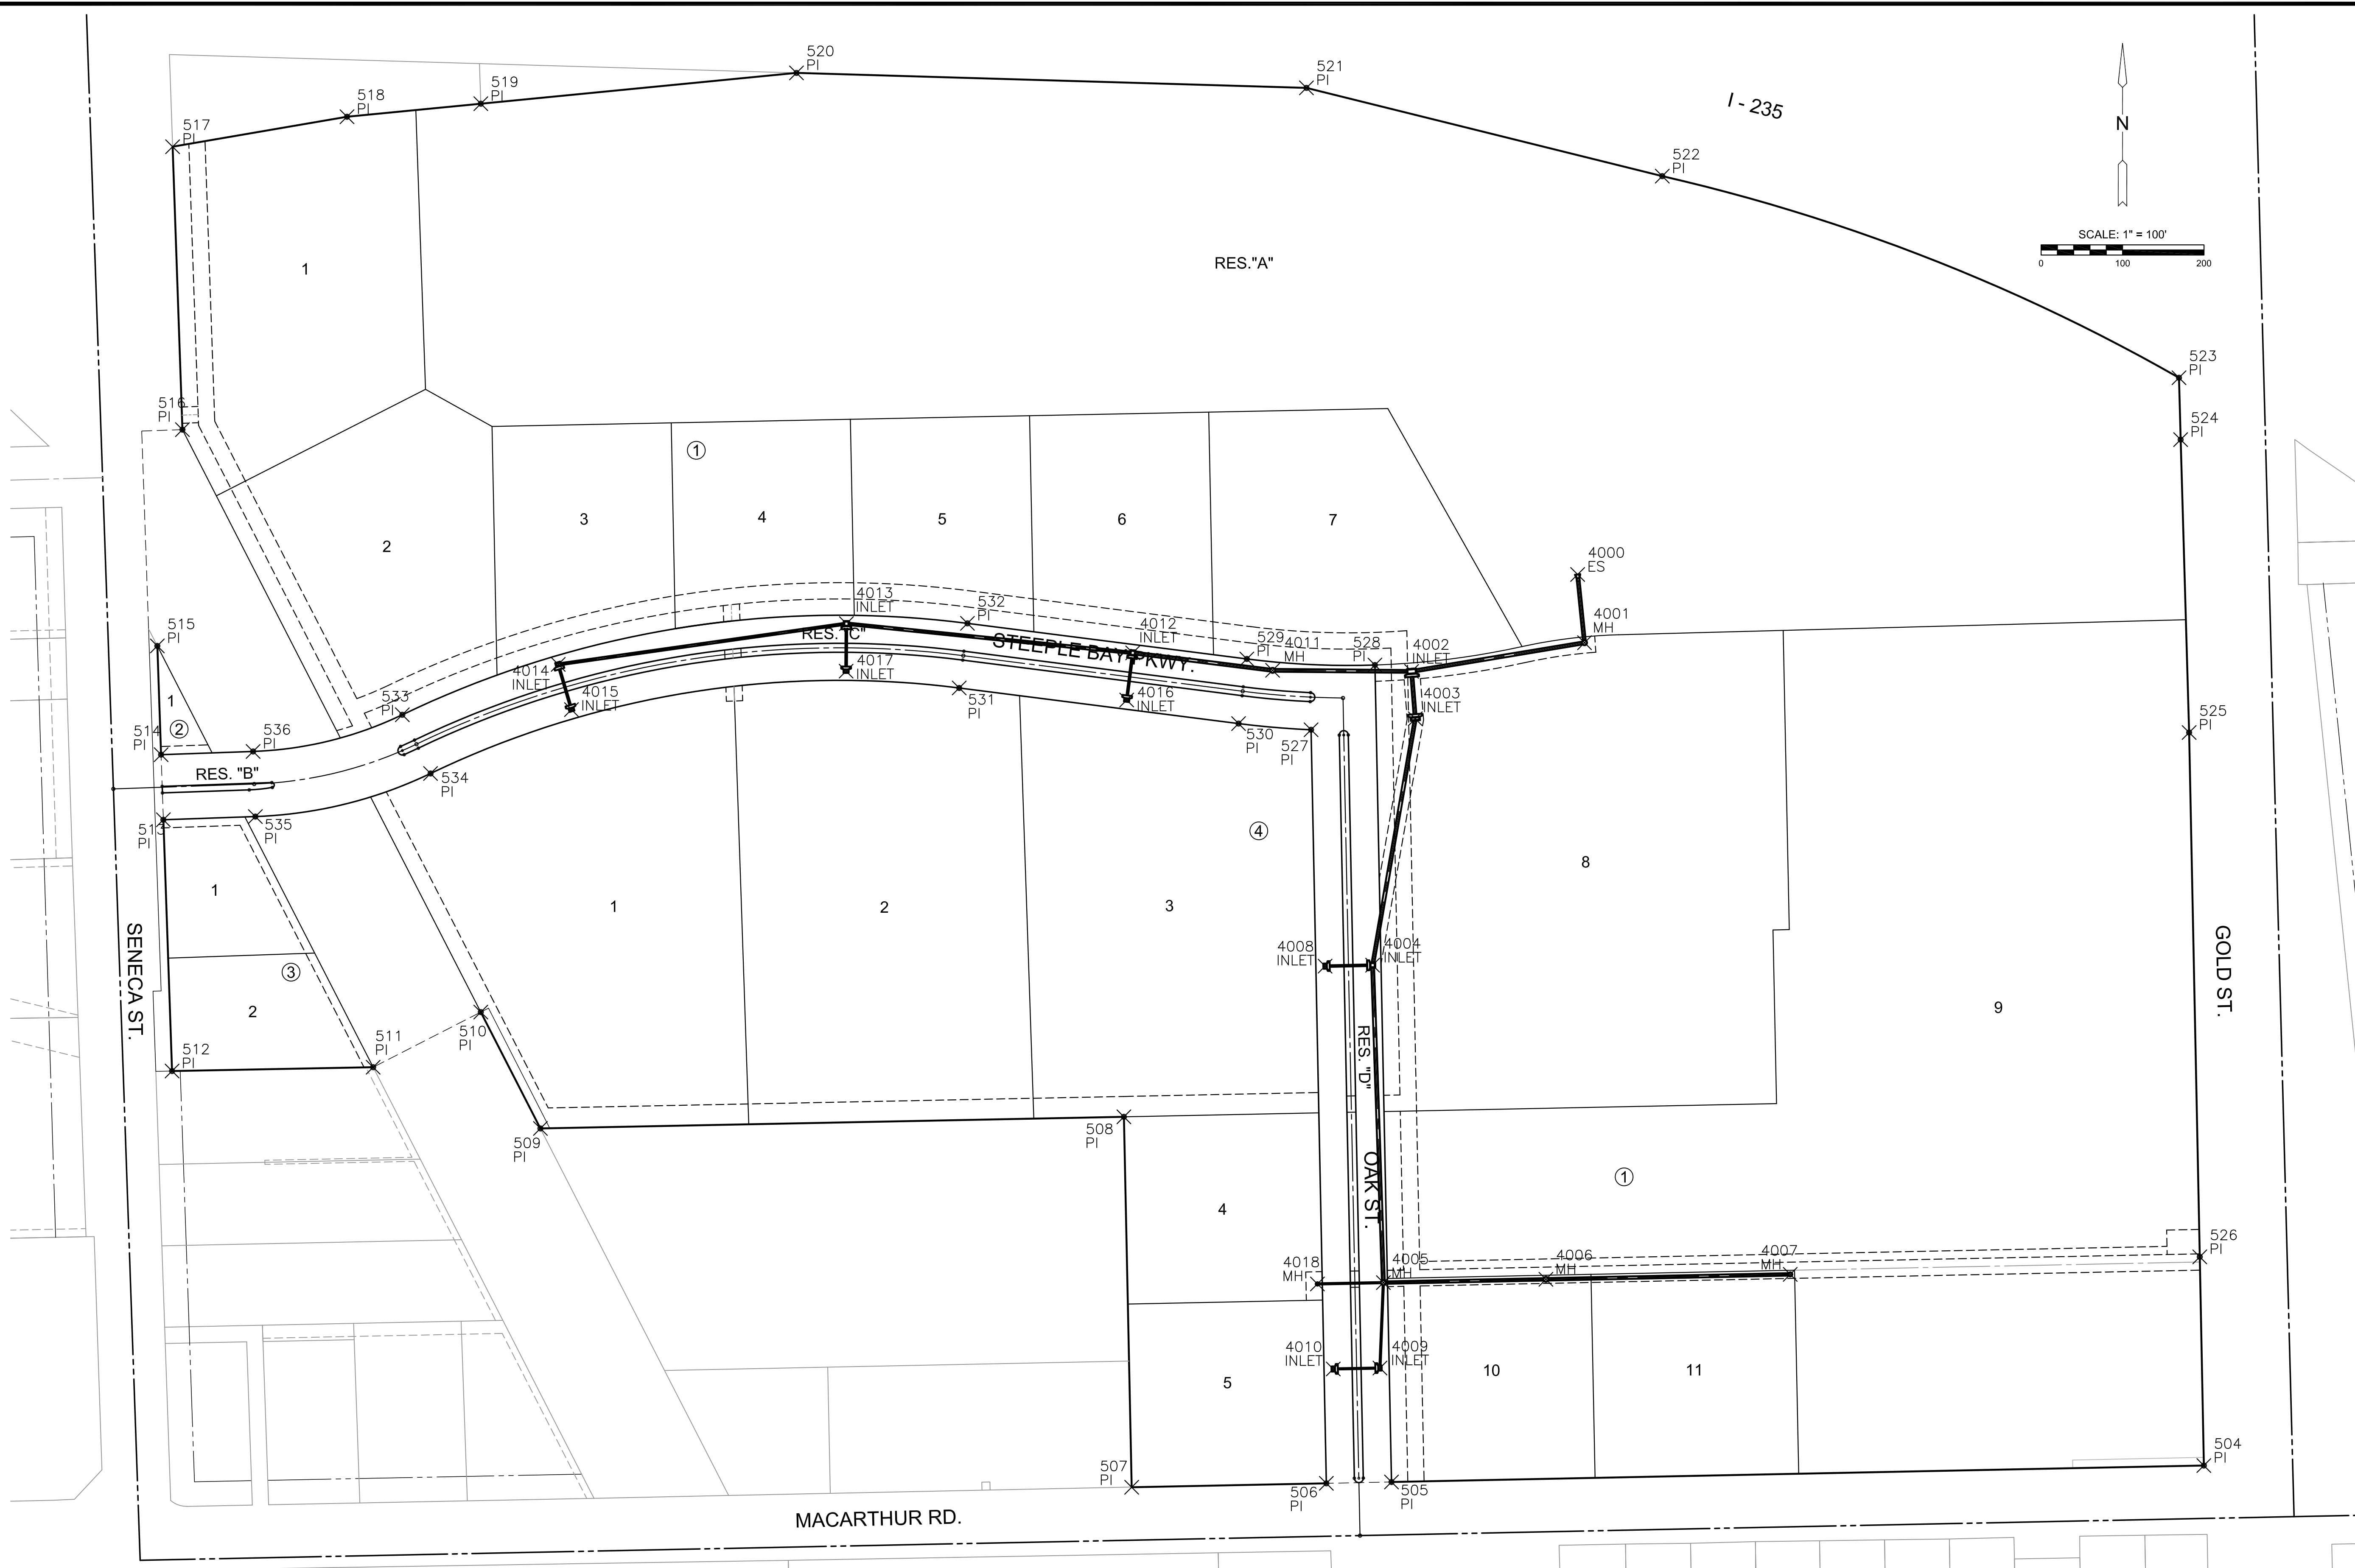 520
PI
521
PI
I - 235
519
PI
518
PI
517
PI
N
522
PI
SCALE: 1" = 100'
0 100 200
RES."A"
1
523
PI
516
PI
524
PI
1
3
4
5
6
7
2
4000
ES
4013
INLET
532
PI
4012
INLET
4001
MH
515
PI
RES. "C"
STEEPLE BAY PKWY.
529
PI
4011
MH
528
PI
4002
INLET
4014
INLET
4017
INLET
4015
INLET
4016
INLET
4003
INLET
533
PI
531
PI
1
2
514
PI
536
PI
530
PI
527
PI
525
PI
RES. "B"
534
PI
513
PI
535
PI
4
8
1
1
2
3
SENECA ST.
GOLD ST.
4008
INLET
4004
INLET
3
2
9
510
PI
511
PI
RES. "D"
512
PI
508
PI
509
PI
OAK ST.
1
4
4018
MH
4005
MH
4006
MH
4007
MH
526
PI
4010
INLET
4009
INLET
5
10
11
504
PI
507
PI
506
PI
505
PI
MACARTHUR RD.